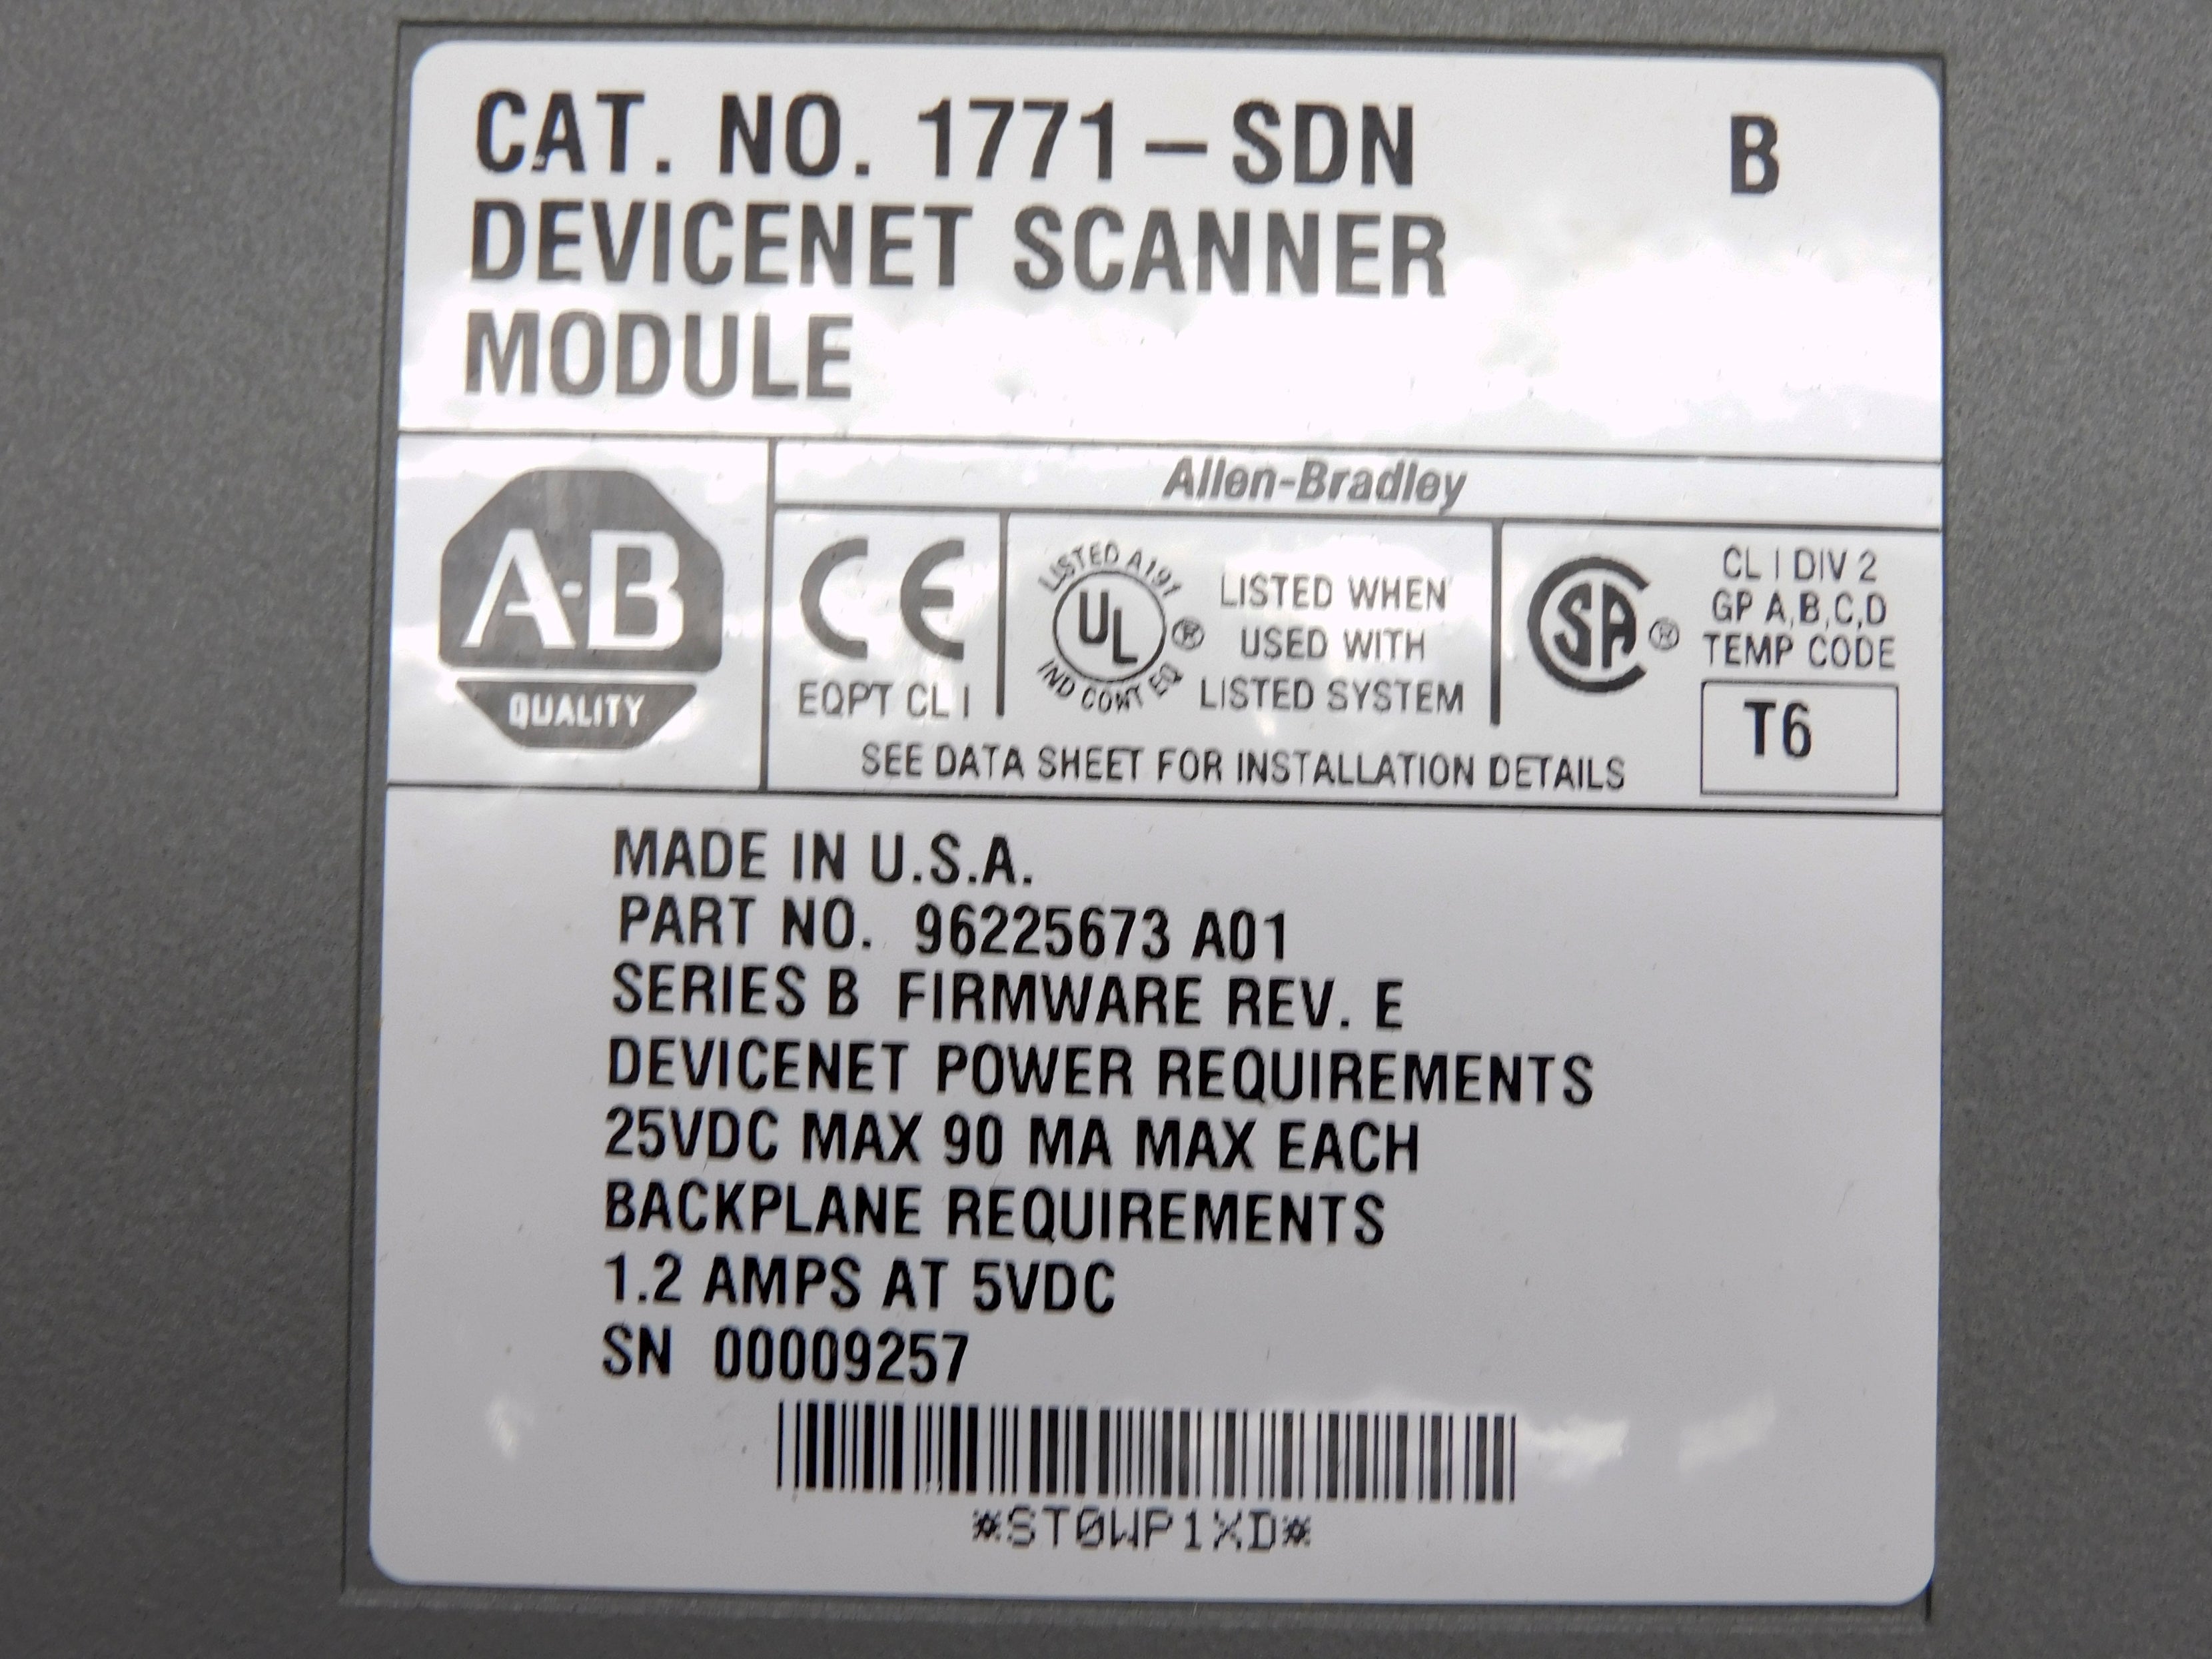 CAT. NO. 1771-SDN B
DEVICENET SCANNER
MODULE
A-B
QUALITY
Allen-Bradley
CE
EQPT CL I
LISTED A191
UL ®
IND CONT EQ
LISTED WHEN
USED WITH
LISTED SYSTEM
SA ®
CL I DIV 2
GP A,B,C,D
TEMP CODE
T6
SEE DATA SHEET FOR INSTALLATION DETAILS
MADE IN U.S.A.
PART NO. 96225673 A01
SERIES B FIRMWARE REV. E
DEVICENET POWER REQUIREMENTS
25VDC MAX 90 MA MAX EACH
BACKPLANE REQUIREMENTS
1.2 AMPS AT 5VDC
SN 00009257
*ST0WP1XD*